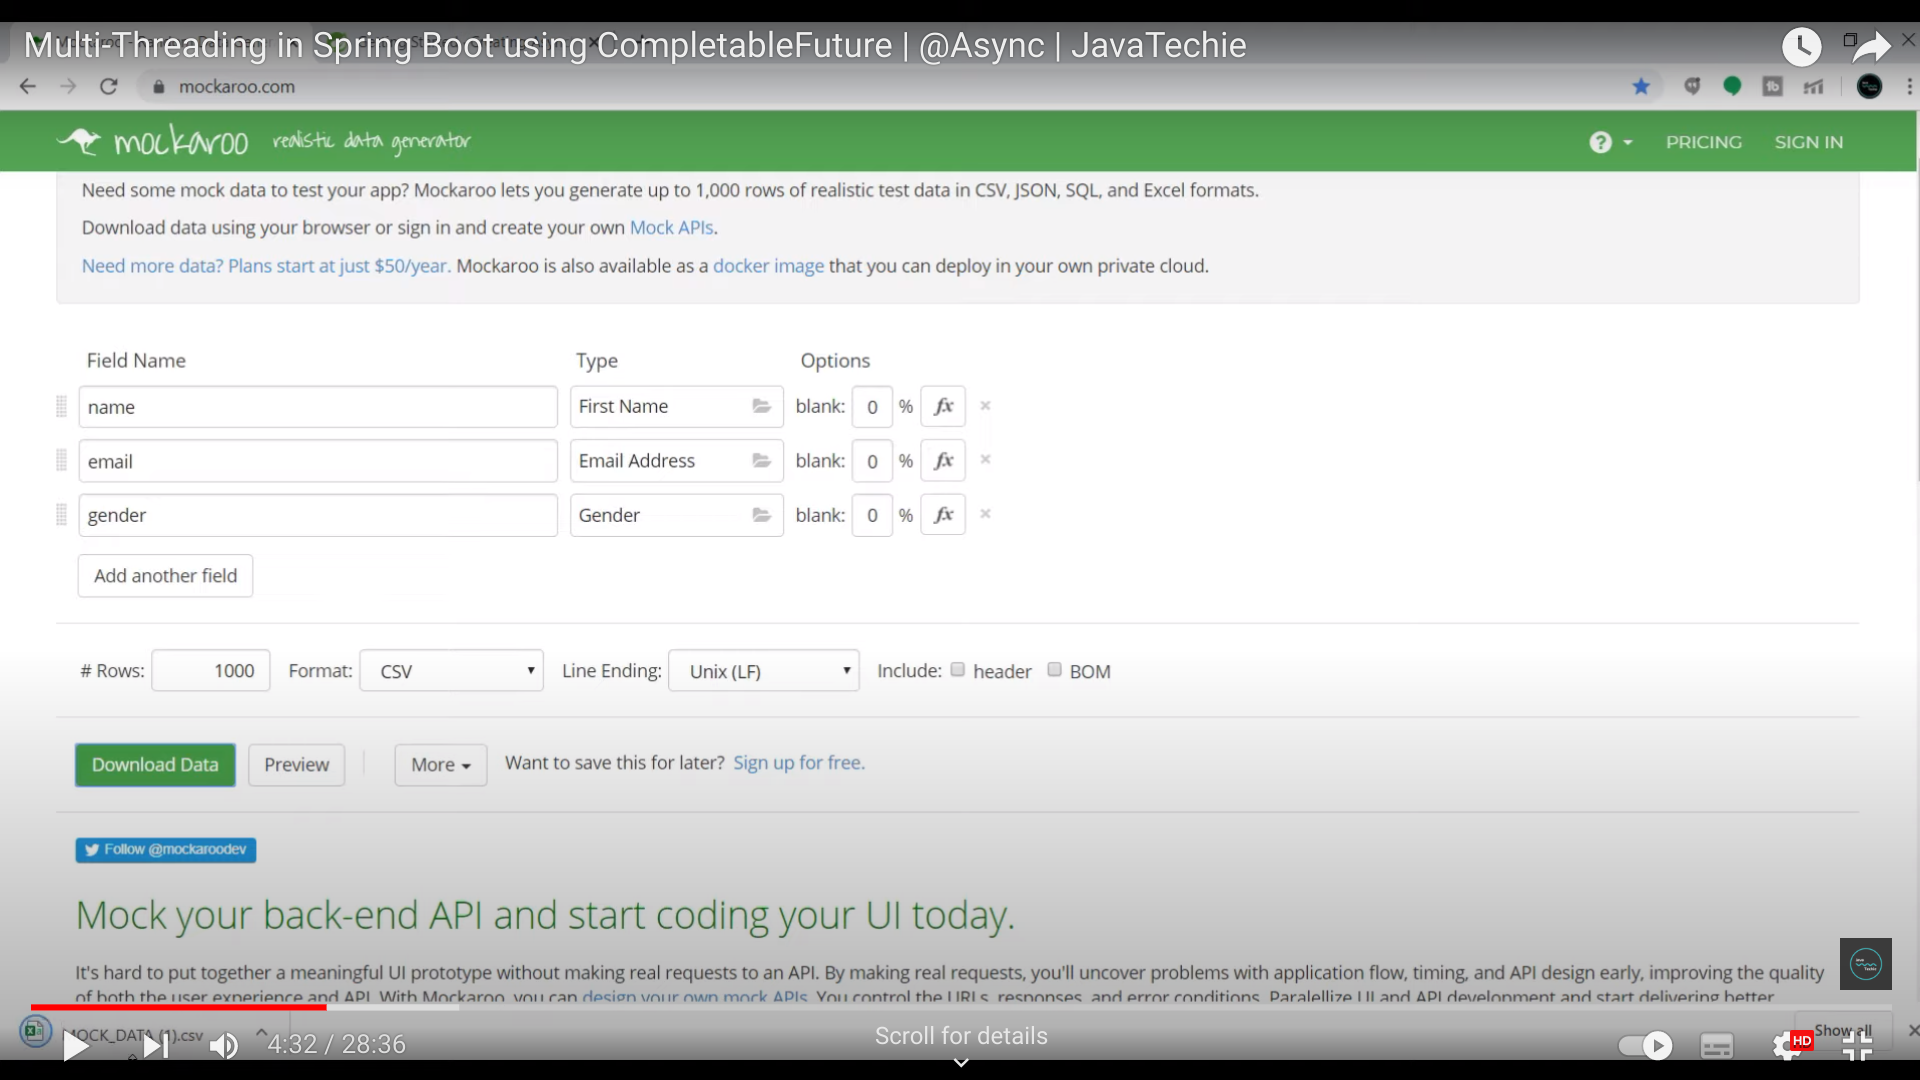 Multi-Threading in Spring Boot using CompletableFuture | @Async | JavaTechie
mockaroo.com
mockaroo realistic data generator
? PRICING SIGN IN
Need some mock data to test your app? Mockaroo lets you generate up to 1,000 rows of realistic test data in CSV, JSON, SQL, and Excel formats.
Download data using your browser or sign in and create your own Mock APIs.
Need more data? Plans start at just $50/year. Mockaroo is also available as a docker image that you can deploy in your own private cloud.
Field Name Type Options
name First Name blank: 0 % fx ×
email Email Address blank: 0 % fx ×
gender Gender blank: 0 % fx ×
Add another field
# Rows: 1000 Format: CSV Line Ending: Unix (LF) Include: header BOM
Download Data Preview More Want to save this for later? Sign up for free.
Follow @mockaroodev
Mock your back-end API and start coding your UI today.
It's hard to put together a meaningful UI prototype without making real requests to an API. By making real requests, you'll uncover problems with application flow, timing, and API design early, improving the quality
of both the user experience and API. With Mockaroo, you can design your own mock APIs. You control the URLs, responses, and error conditions. Paralellize UI and API development and start delivering better
MOCK_DATA (1).csv
4:32 / 28:36
Scroll for details
Show all
HD